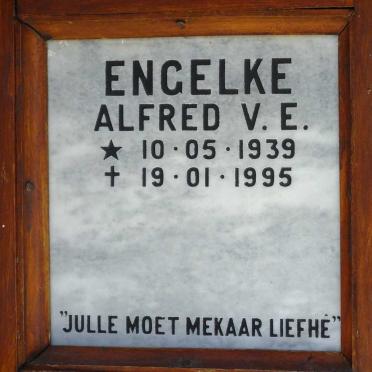 ENGELKE
ALFRED V. E.
★ 10·05·1939
✝ 19·01·1995
"JULLE MOET MEKAAR LIEFHÊ"